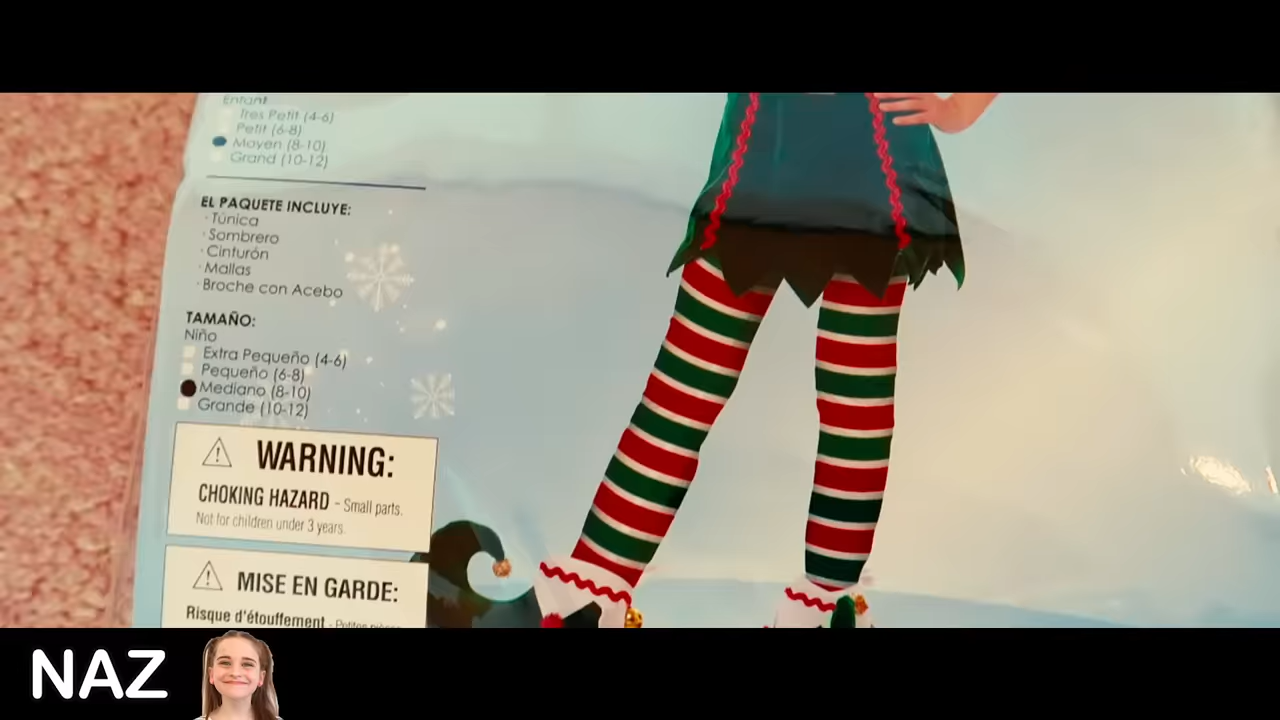 Enfant
Très Petit (4-6)
Petit (6-8)
Moyen (8-10)
Grand (10-12)
EL PAQUETE INCLUYE:
· Túnica
· Sombrero
· Cinturón
· Mallas
· Broche con Acebo
TAMAÑO:
Niño
Extra Pequeño (4-6)
Pequeño (6-8)
Mediano (8-10)
Grande (10-12)
WARNING:
CHOKING HAZARD - Small parts.
Not for children under 3 years.
MISE EN GARDE:
Risque d'étouffement - Petites pièces
NAZ